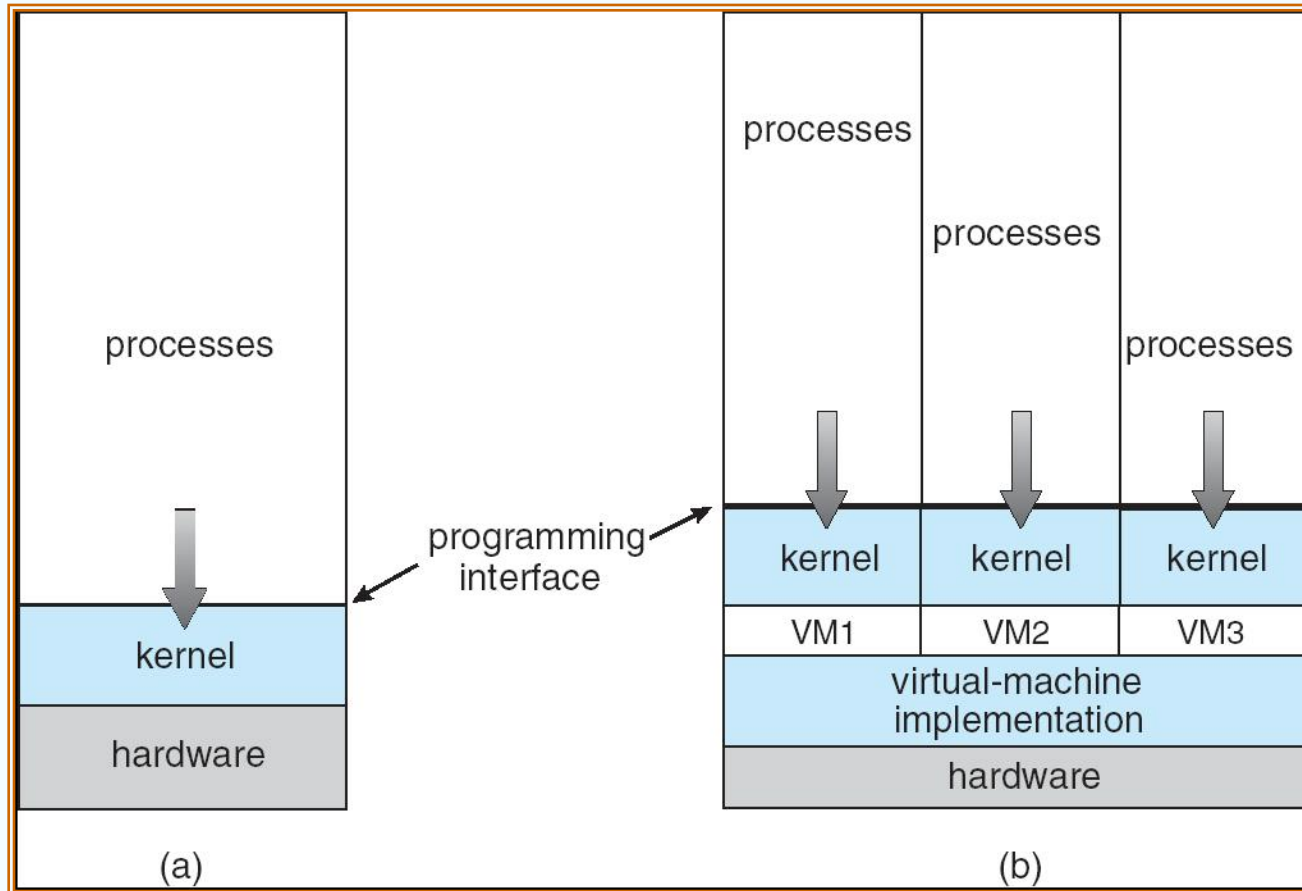 processes
programming
interface
kernel
hardware
(a)
processes
processes
processes
kernel
kernel
kernel
VM1
VM2
VM3
virtual-machine
implementation
hardware
(b)